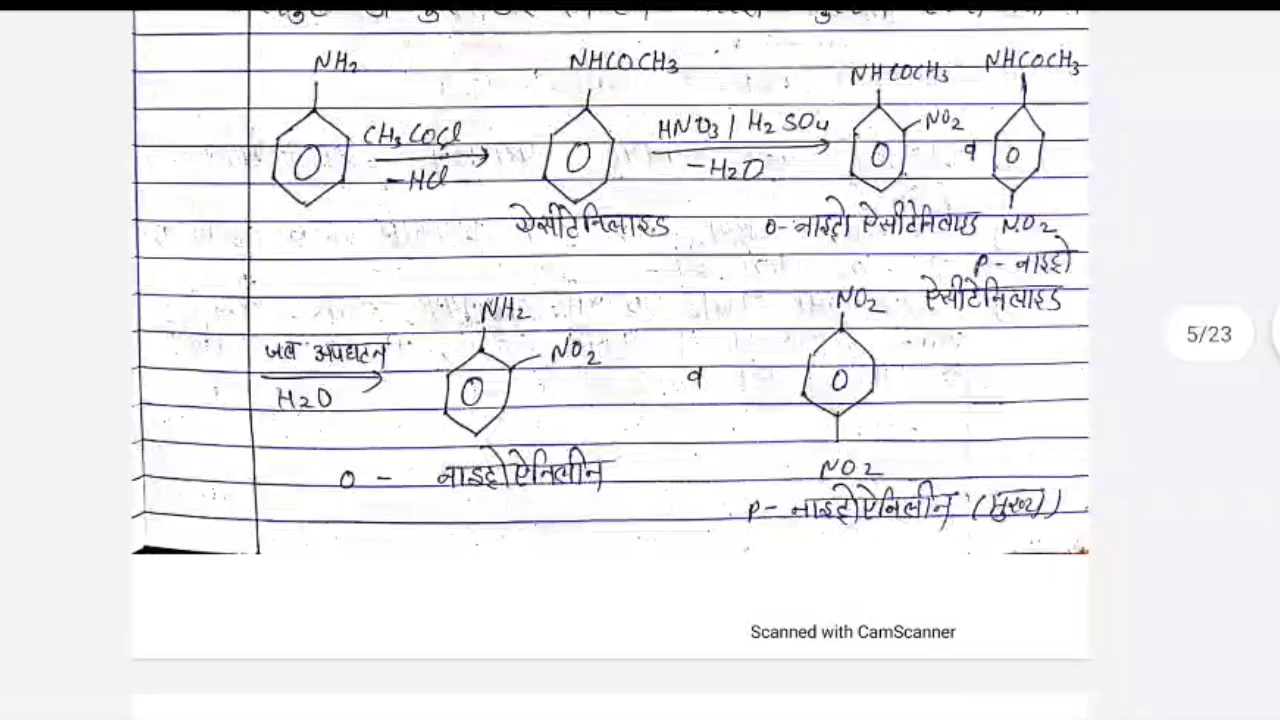 NH2 NHCOCH3 NHCOCH3 NHCOCH3
CH3COCl HNO3 / H2SO4 NO2 व
-HCl -H2O
ऐसीटेनिलाइड o- नाइट्रो ऐसीटेनिलाइड NO2
p - नाइट्रो
ऐसीटेनिलाइड
NH2 NO2
जल अपघटन NO2 व
H2O
o - नाइट्रोऐनिलीन NO2
p- नाइट्रोऐनिलीन (मुख्य)
5/23
Scanned with CamScanner